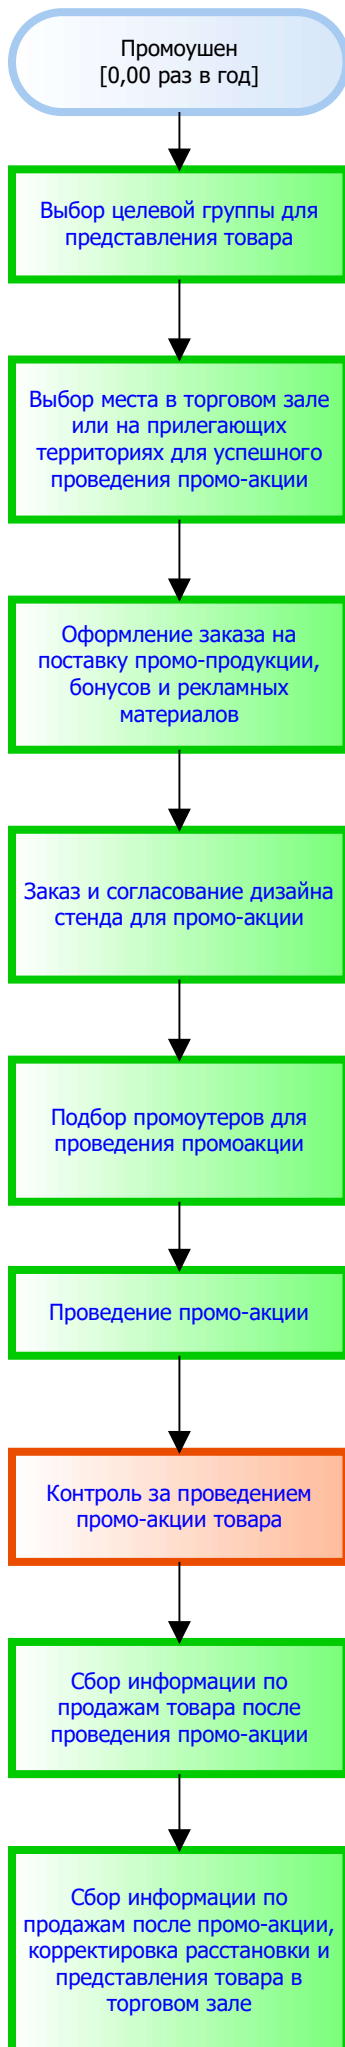 Промоушен
[0,00 раз в год]
Выбор целевой группы для
представления товара
Выбор места в торговом зале
или на прилегающих
территориях для успешного
проведения промо-акции
Оформление заказа на
поставку промо-продукции,
бонусов и рекламных
материалов
Заказ и согласование дизайна
стенда для промо-акции
Подбор промоутеров для
проведения промоакции
Проведение промо-акции
Контроль за проведением
промо-акции товара
Сбор информации по
продажам товара после
проведения промо-акции
Сбор информации по
продажам после промо-акции,
корректировка расстановки и
представления товара в
торговом зале